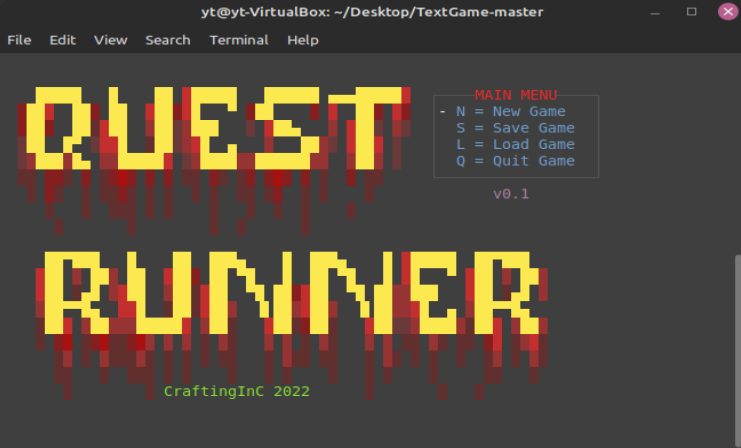 yt@yt-VirtualBox: ~/Desktop/TextGame-master
File Edit View Search Terminal Help
QUEST
MAIN MENU
- N = New Game
S = Save Game
L = Load Game
Q = Quit Game
v0.1
RUNNER
CraftingInC 2022